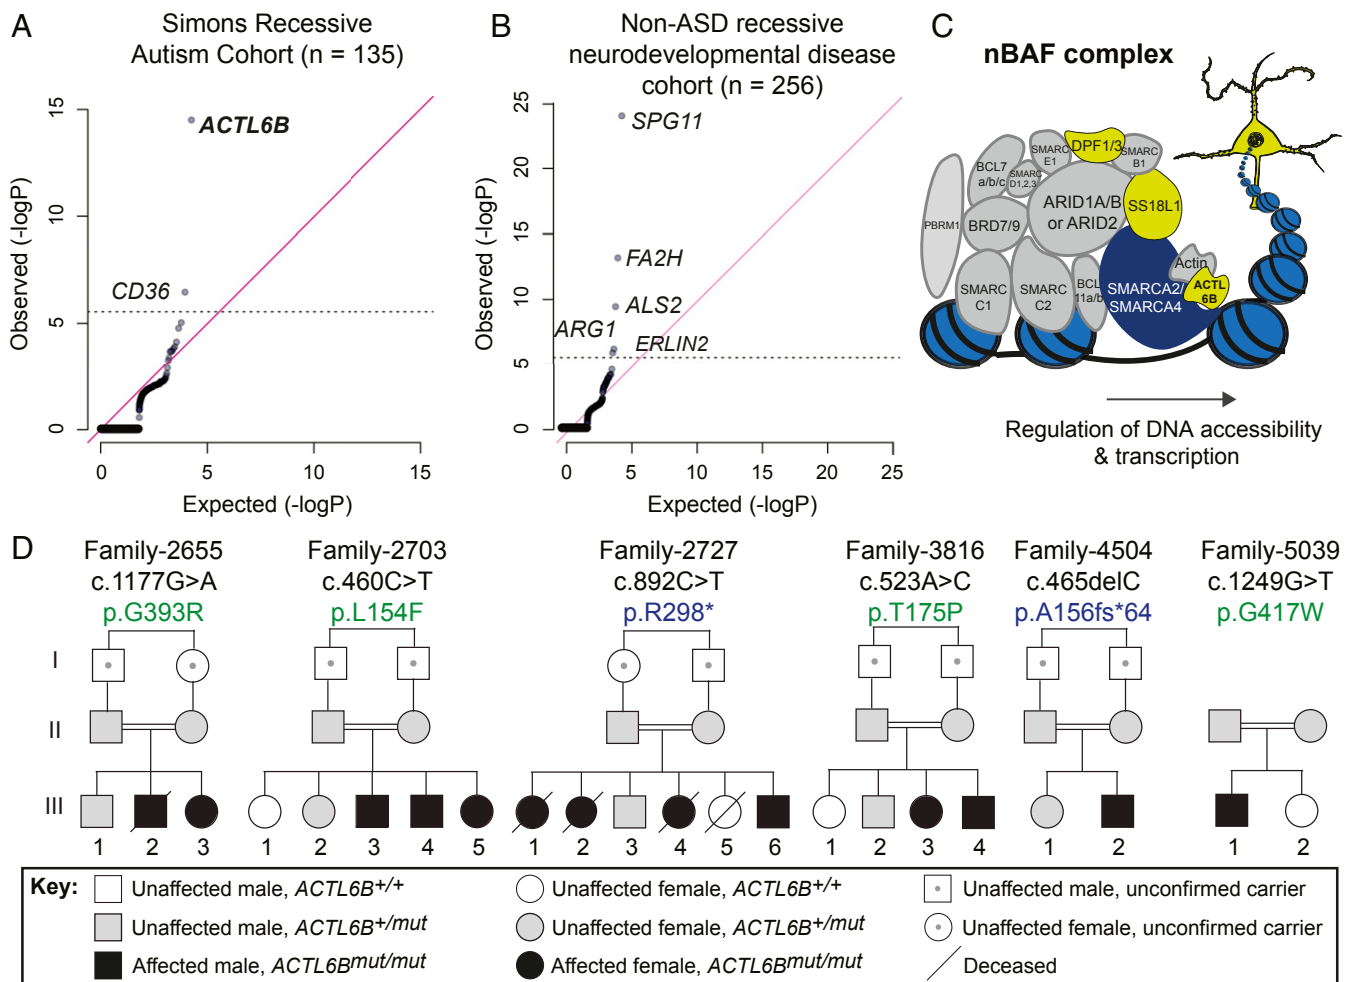 A
Simons Recessive
Autism Cohort (n = 135)
15
10
5
0
Observed (-logP)
ACTL6B
CD36
0 5 10 15
Expected (-logP)
B
Non-ASD recessive
neurodevelopmental disease
cohort (n = 256)
25
20
15
10
5
0
Observed (-logP)
SPG11
FA2H
ALS2
ARG1
ERLIN2
0 5 10 15 20 25
Expected (-logP)
C
nBAF complex
PBRM1
BCL7
a/b/c
SMARC
D1,2,3
SMARC
E1
DPF1/3
SMARC
B1
BRD7/9
ARID1A/B
or ARID2
SS18L1
SMARC
C1
SMARC
C2
BCL
11a/b
SMARCA2/
SMARCA4
Actin
ACTL
6B
Regulation of DNA accessibility
& transcription
D
Family-2655
c.1177G>A
p.G393R
Family-2703
c.460C>T
p.L154F
Family-2727
c.892C>T
p.R298*
Family-3816
c.523A>C
p.T175P
Family-4504
c.465delC
p.A156fs*64
Family-5039
c.1249G>T
p.G417W
I
II
III
1 2 3
1 2 3 4 5
1 2 3 4 5 6
1 2 3 4
1 2
1 2
Key:
Unaffected male, ACTL6B+/+
Unaffected female, ACTL6B+/+
Unaffected male, unconfirmed carrier
Unaffected male, ACTL6B+/mut
Unaffected female, ACTL6B+/mut
Unaffected female, unconfirmed carrier
Affected male, ACTL6Bmut/mut
Affected female, ACTL6Bmut/mut
Deceased